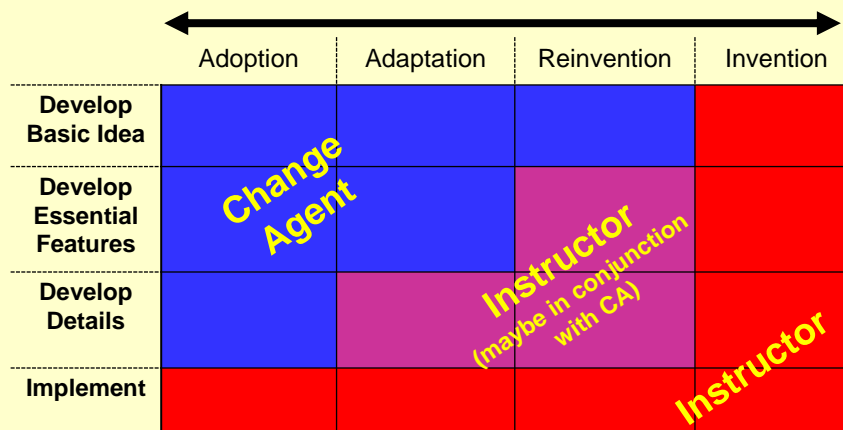 Adoption Adaptation Reinvention Invention
Develop
Basic Idea
Change
Agent
Develop
Essential
Features
Instructor
(maybe in conjunction
with CA)
Develop
Details
Instructor
Implement